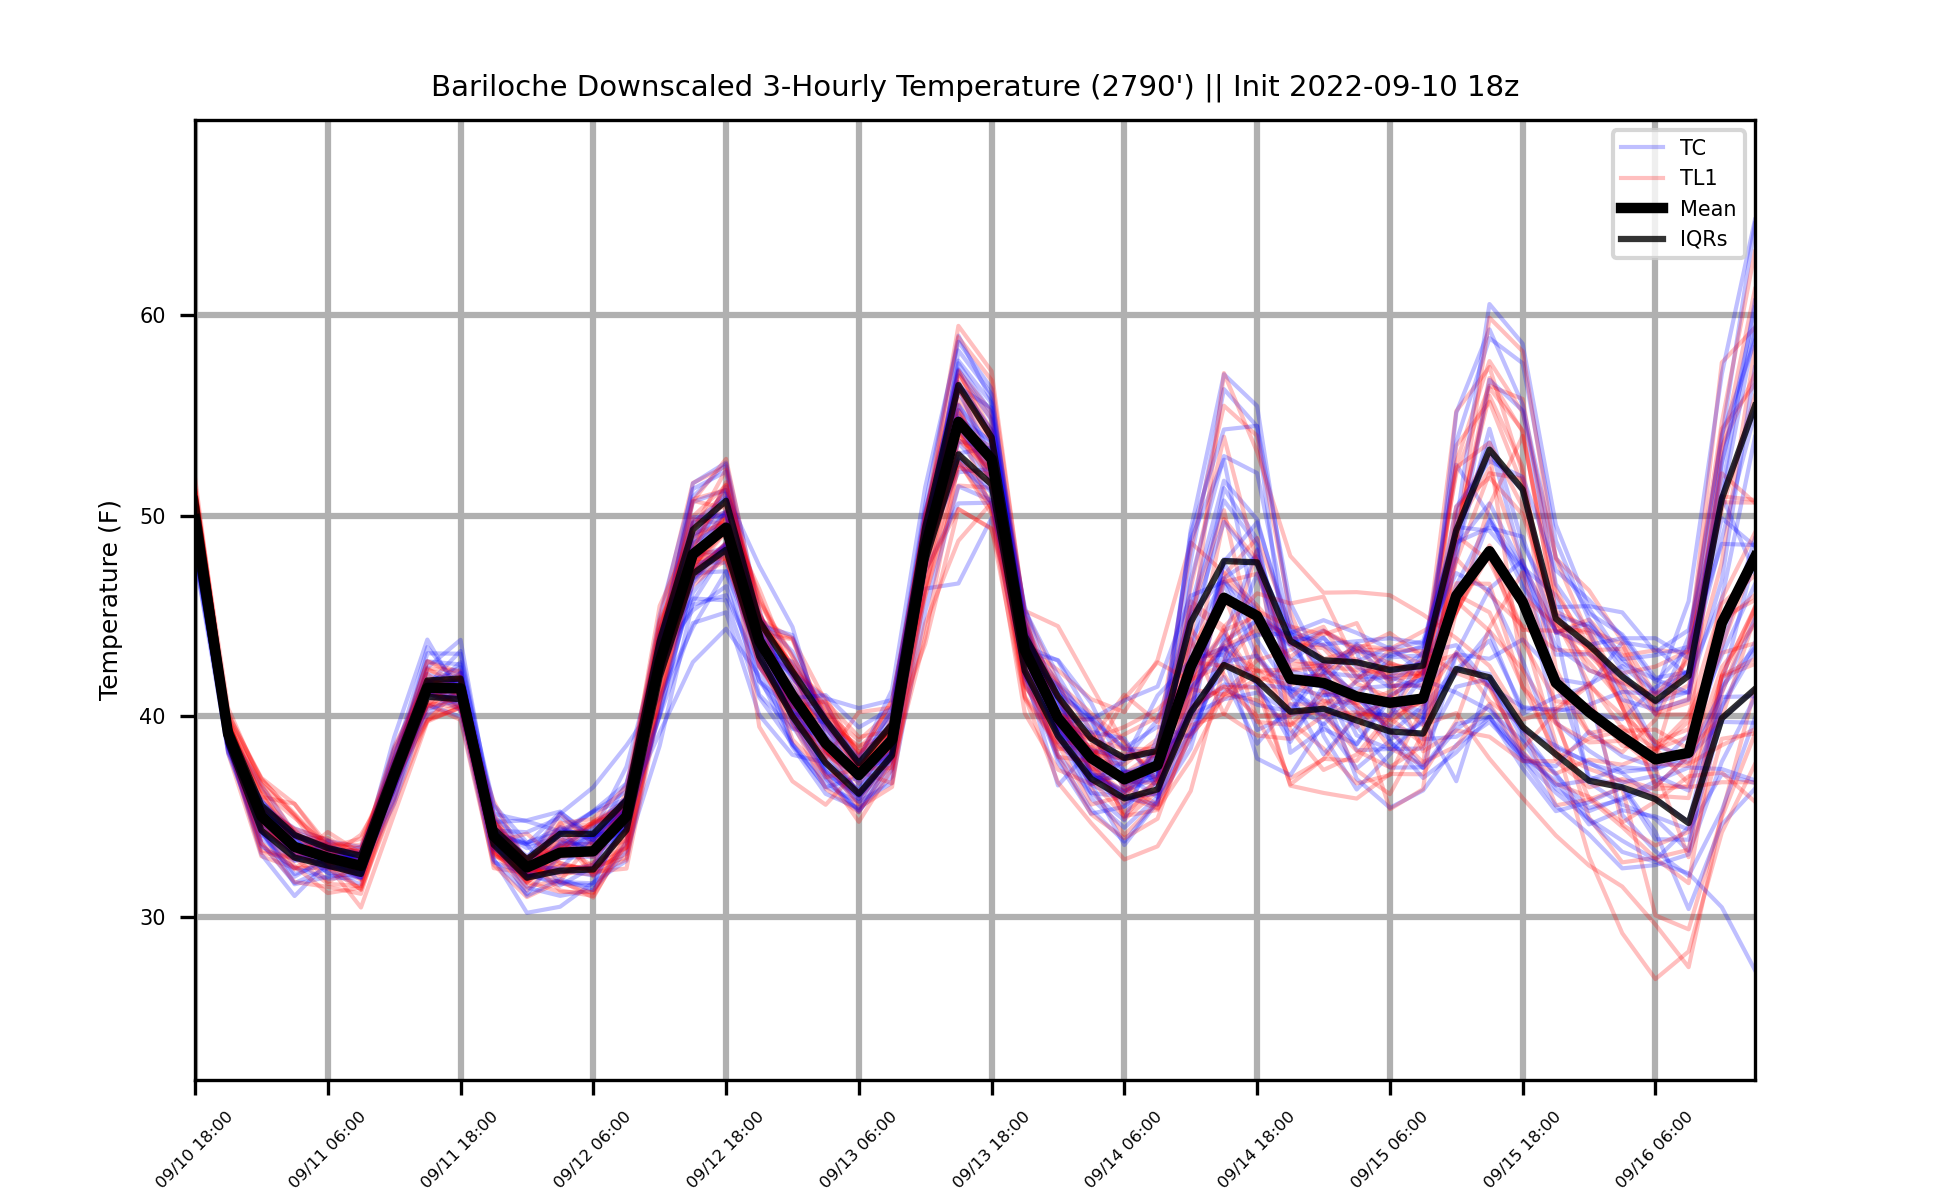 Bariloche Downscaled 3-Hourly Temperature (2790') || Init 2022-09-10 18z
TC
TL1
Mean
IQRs
Temperature (F)
60
50
40
30
09/10 18:00
09/11 06:00
09/11 18:00
09/12 06:00
09/12 18:00
09/13 06:00
09/13 18:00
09/14 06:00
09/14 18:00
09/15 06:00
09/15 18:00
09/16 06:00